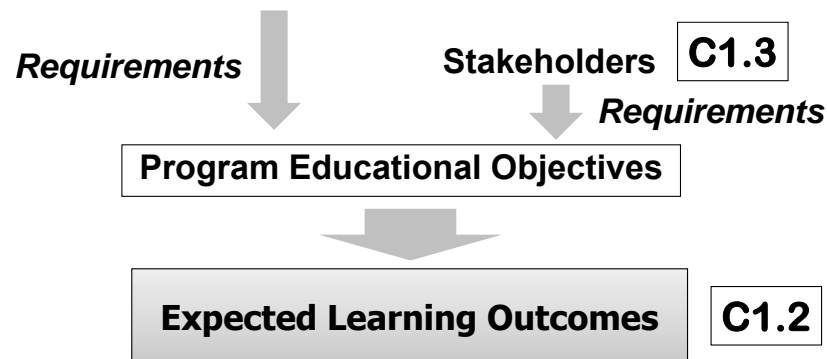 Requirements
Stakeholders C1.3
Requirements
Program Educational Objectives
Expected Learning Outcomes C1.2